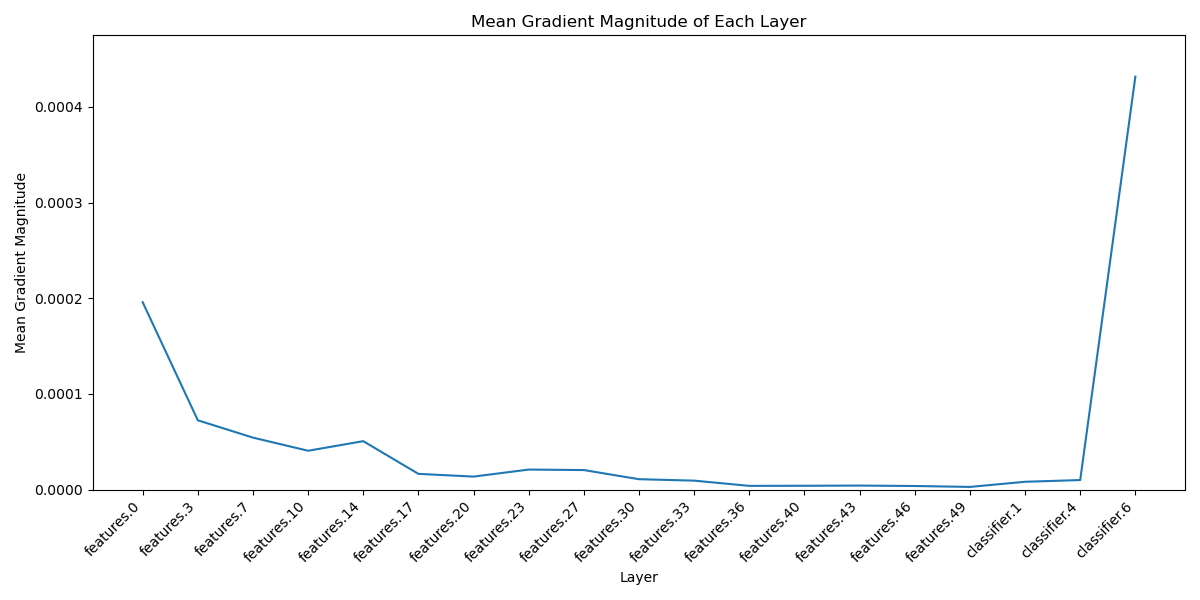 Mean Gradient Magnitude of Each Layer
Mean Gradient Magnitude
0.0004
0.0003
0.0002
0.0001
0.0000
features.0
features.3
features.7
features.10
features.14
features.17
features.20
features.23
features.27
features.30
features.33
features.36
features.40
features.43
features.46
features.49
classifier.1
classifier.4
classifier.6
Layer